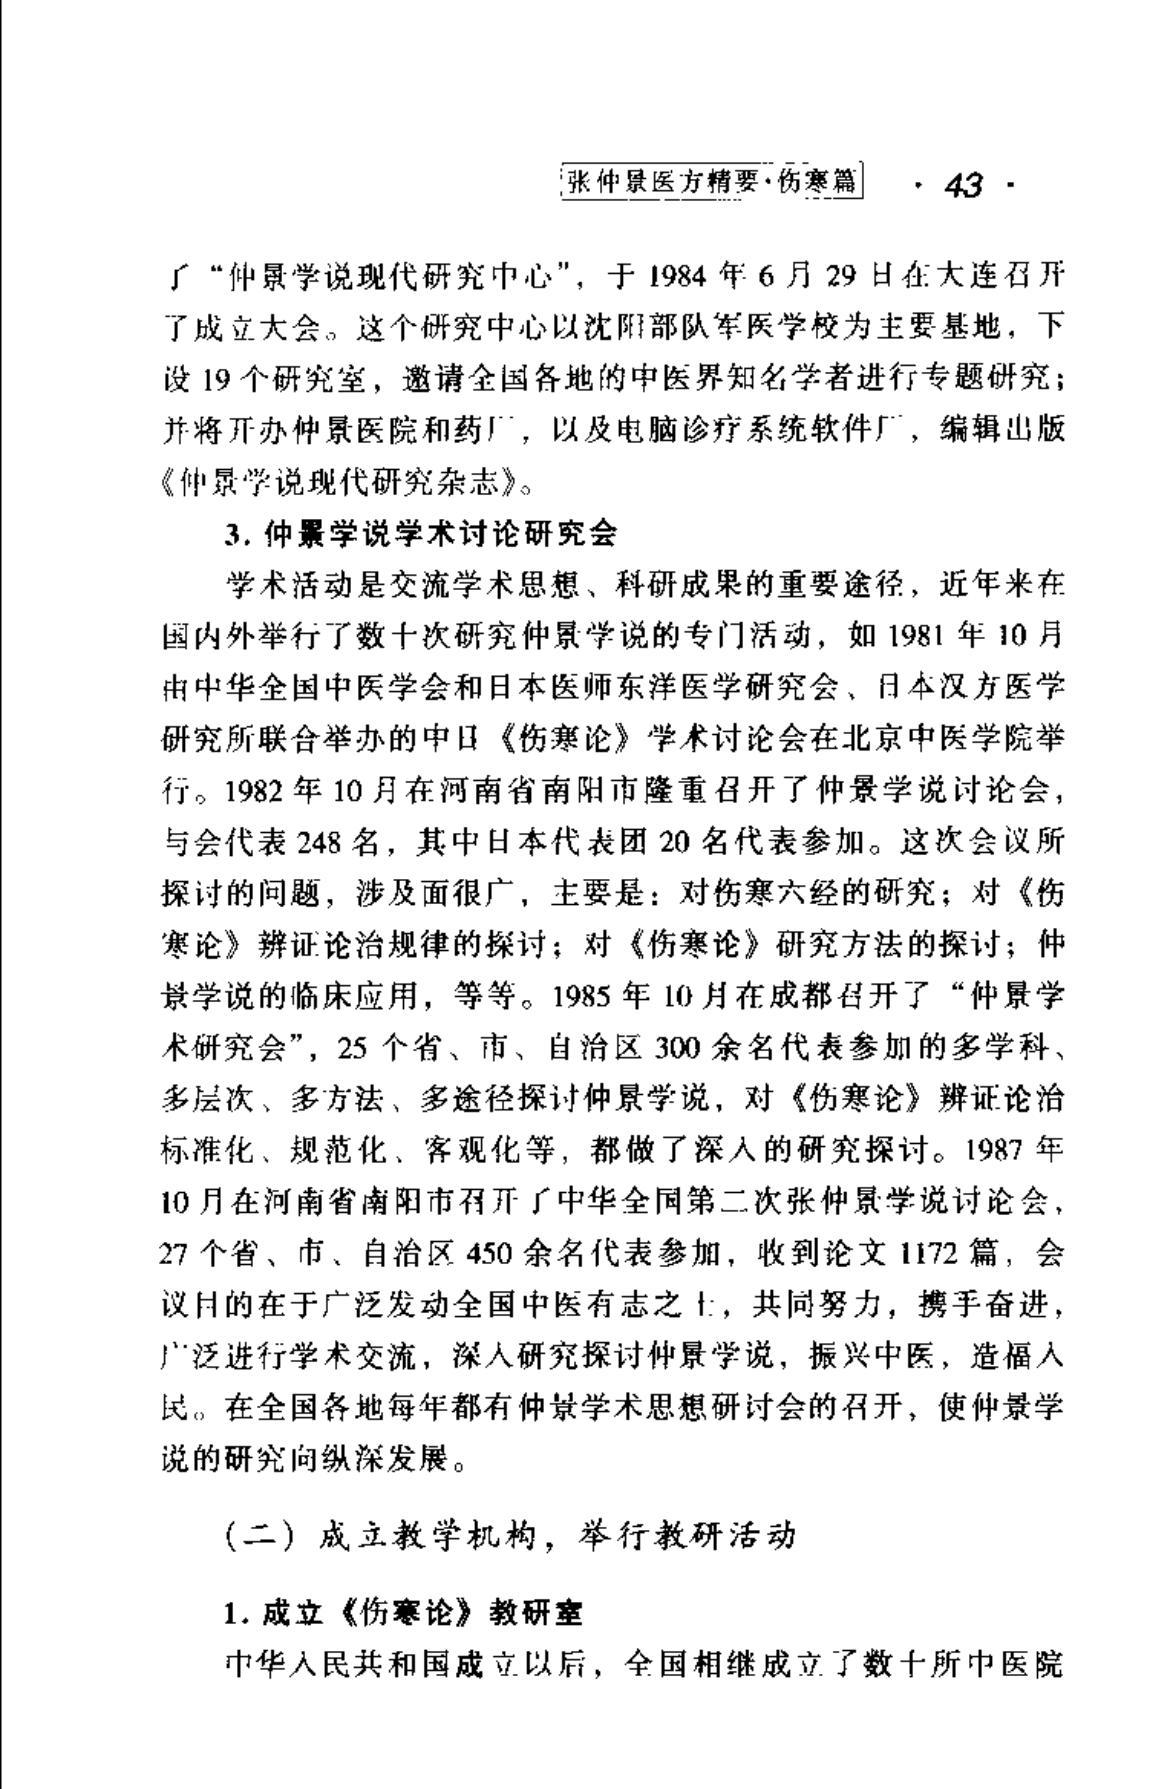 张仲景医方精要·伤寒篇 · 43 ·
了“仲景学说现代研究中心”，于 1984 年 6 月 29 日在大连召开
了成立大会。这个研究中心以沈阳部队军医学校为主要基地，下
设 19 个研究室，邀请全国各地的中医界知名学者进行专题研究；
并将开办仲景医院和药厂，以及电脑诊疗系统软件厂，编辑出版
《仲景学说现代研究杂志》。
3. 仲景学说学术讨论研究会
学术活动是交流学术思想、科研成果的重要途径，近年来在
国内外举行了数十次研究仲景学说的专门活动，如 1981 年 10 月
由中华全国中医学会和日本医师东洋医学研究会、日本汉方医学
研究所联合举办的中日《伤寒论》学术讨论会在北京中医学院举
行。1982 年 10 月在河南省南阳市隆重召开了仲景学说讨论会，
与会代表 248 名，其中日本代表团 20 名代表参加。这次会议所
探讨的问题，涉及面很广，主要是：对伤寒六经的研究；对《伤
寒论》辨证论治规律的探讨；对《伤寒论》研究方法的探讨；仲
景学说的临床应用，等等。1985 年 10 月在成都召开了“仲景学
术研究会”，25 个省、市、自治区 300 余名代表参加的多学科、
多层次、多方法、多途径探讨仲景学说，对《伤寒论》辨证论治
标准化、规范化、客观化等，都做了深入的研究探讨。1987 年
10 月在河南省南阳市召开了中华全国第二次张仲景学说讨论会，
27 个省、市、自治区 450 余名代表参加，收到论文 1172 篇，会
议目的在于广泛发动全国中医有志之士，共同努力，携手奋进，
广泛进行学术交流，深入研究探讨仲景学说，振兴中医，造福人
民。在全国各地每年都有仲景学术思想研讨会的召开，使仲景学
说的研究向纵深发展。
（二）成立教学机构，举行教研活动
1. 成立《伤寒论》教研室
中华人民共和国成立以后，全国相继成立了数十所中医院